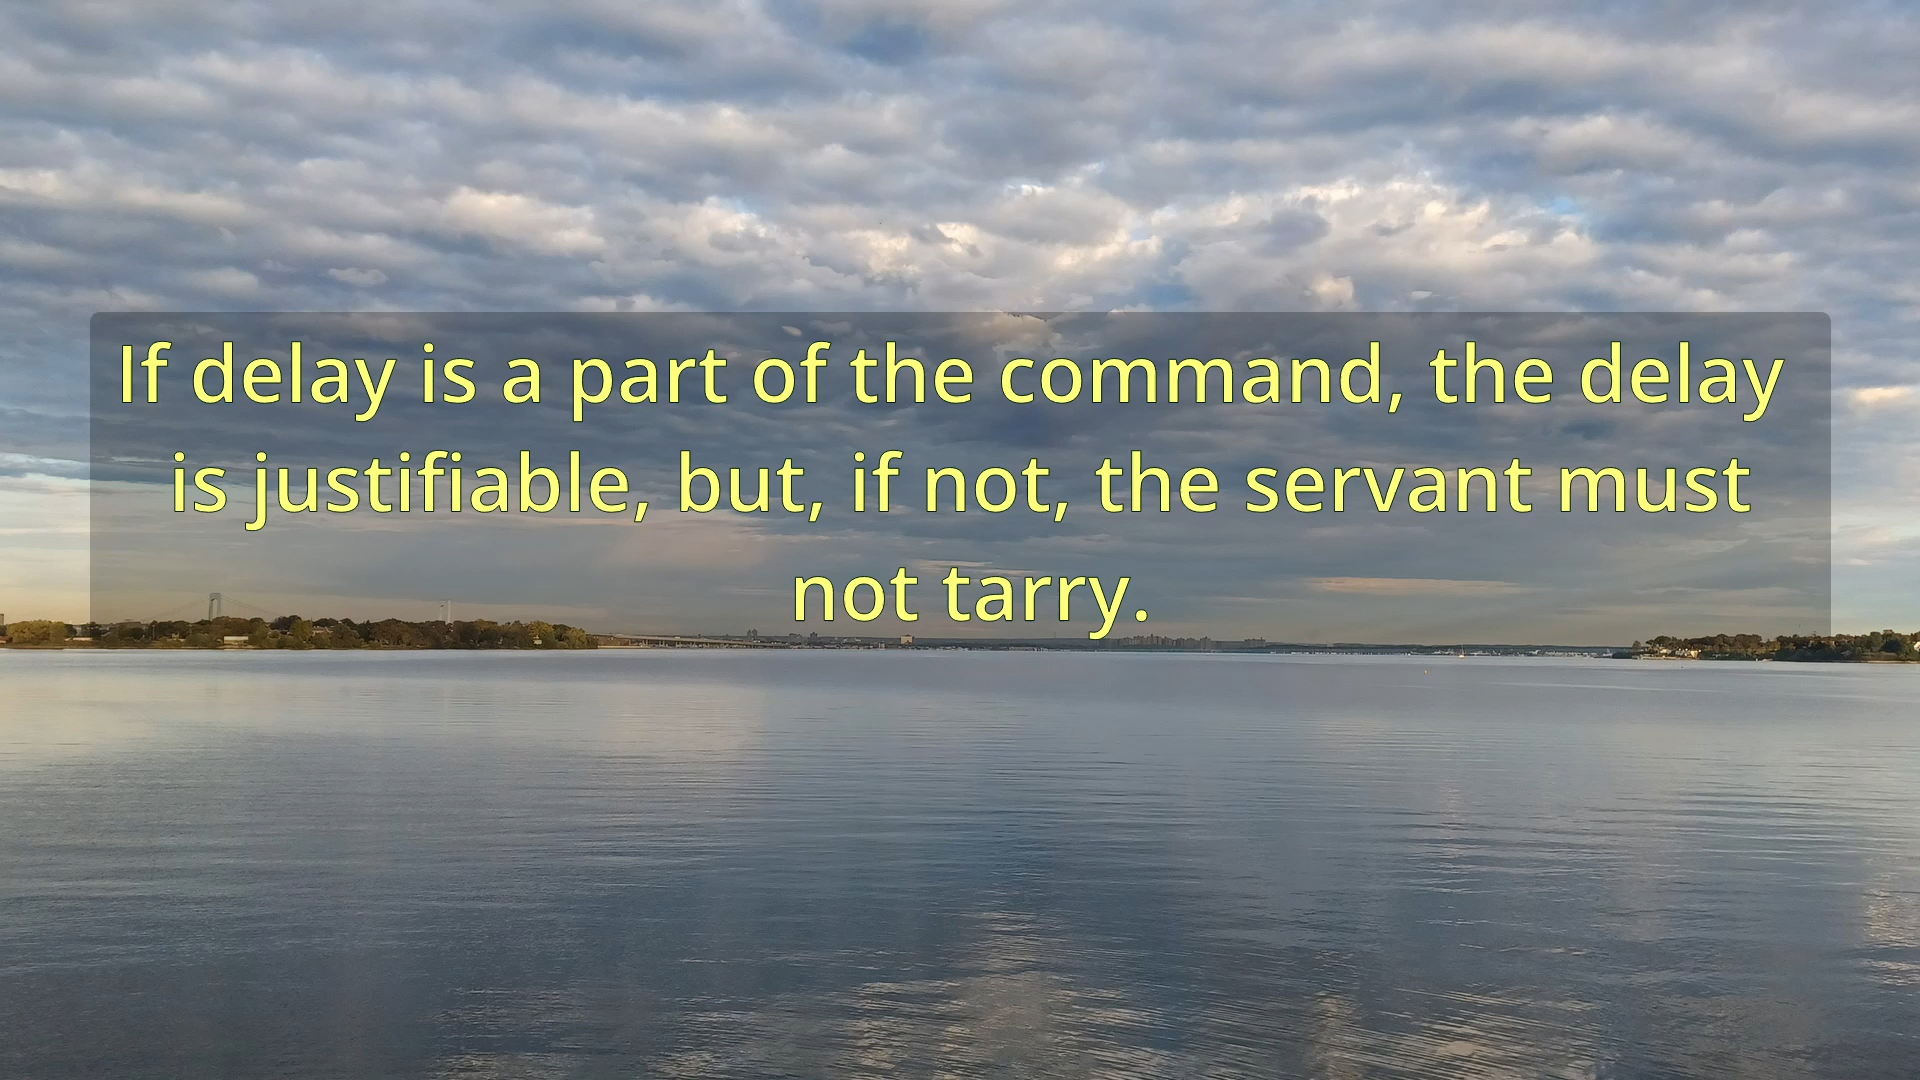 If delay is a part of the command, the delay
is justifiable, but, if not, the servant must
not tarry.